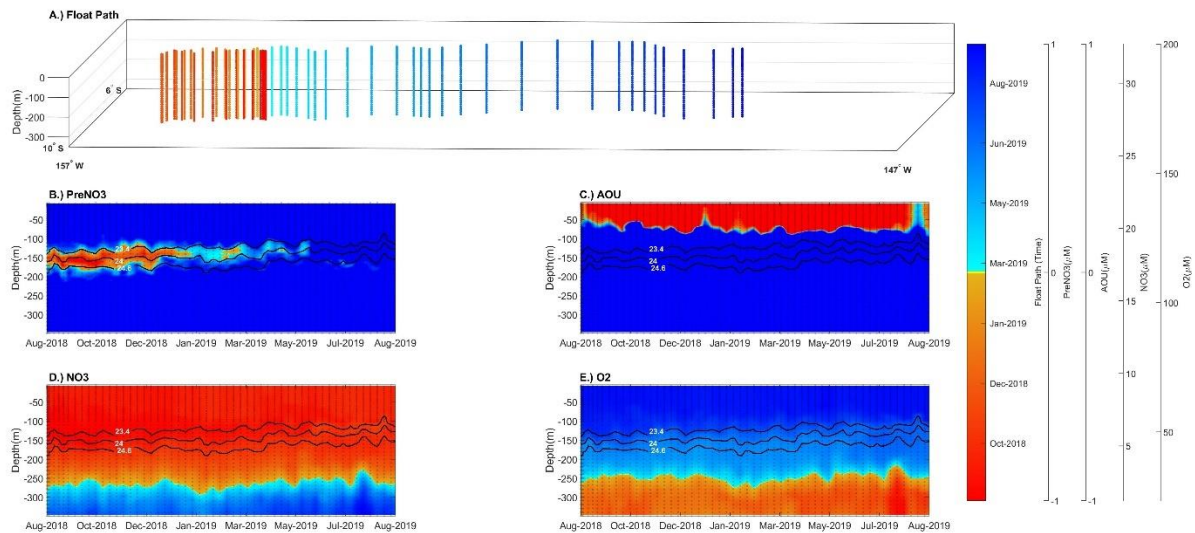 A.) Float Path
0
-100
-200
-300
Depth(m)
6° S
10° S
157° W
147° W
B.) PreNO3
-50
-100
-150
-200
-250
-300
Depth(m)
23.4
24
24.6
Aug-2018 Oct-2018 Dec-2018 Jan-2019 Mar-2019 May-2019 Jul-2019 Aug-2019
C.) AOU
-50
-100
-150
-200
-250
-300
Depth(m)
23.4
24
24.6
Aug-2018 Oct-2018 Dec-2018 Jan-2019 Mar-2019 May-2019 Jul-2019 Aug-2019
D.) NO3
-50
-100
-150
-200
-250
-300
Depth(m)
23.4
24
24.6
Aug-2018 Oct-2018 Dec-2018 Jan-2019 Mar-2019 May-2019 Jul-2019 Aug-2019
E.) O2
-50
-100
-150
-200
-250
-300
Depth(m)
23.4
24
24.6
Aug-2018 Oct-2018 Dec-2018 Jan-2019 Mar-2019 May-2019 Jul-2019 Aug-2019
Aug-2019
Jun-2019
May-2019
Mar-2019
Jan-2019
Dec-2018
Oct-2018
Float Path (Time)
1
0
-1
PreNO3(μM)
1
0
-1
AOU(μM)
30
25
20
15
10
5
NO3(μM)
200
150
100
50
O2(μM)